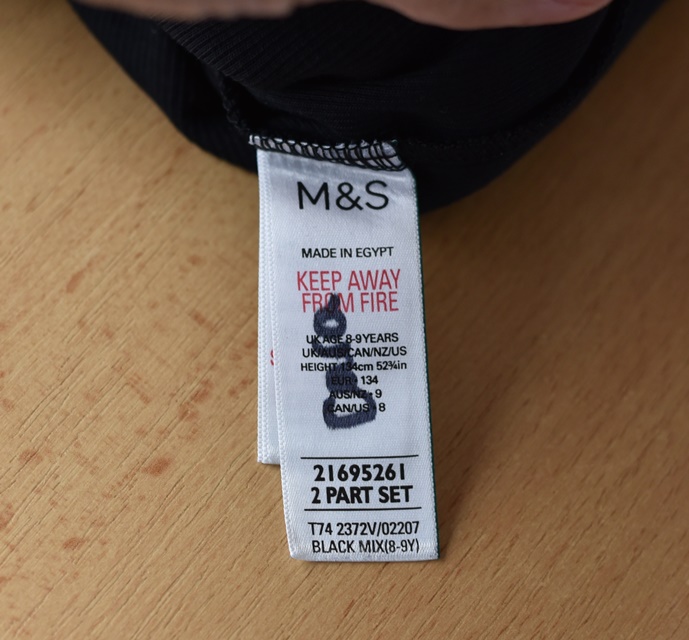 M&S
MADE IN EGYPT
KEEP AWAY
FROM FIRE
UK AGE 8-9YEARS
UK/AUS/CAN/NZ/US
HEIGHT 134cm 52¾in
EUR - 134
AUS/NZ - 9
CAN/US - 8
21695261
2 PART SET
T74 2372V/02207
BLACK MIX(8-9Y)